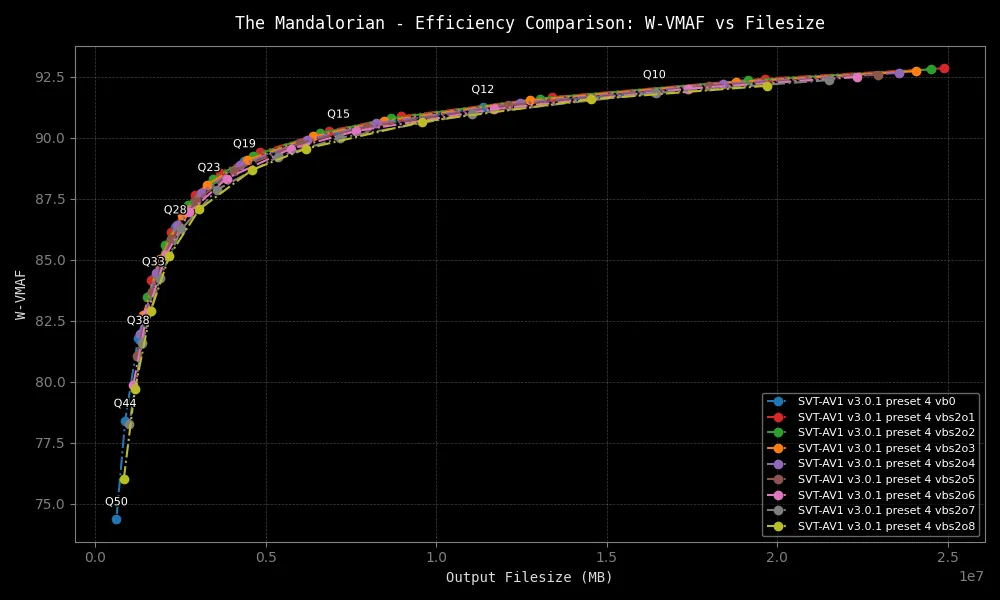 The Mandalorian - Efficiency Comparison: W-VMAF vs Filesize
92.5
90.0
87.5
85.0
82.5
80.0
77.5
75.0
W-VMAF
Q10
Q12
Q15
Q19
Q23
Q28
Q33
Q38
Q44
Q50
SVT-AV1 v3.0.1 preset 4 vb0
SVT-AV1 v3.0.1 preset 4 vbs2o1
SVT-AV1 v3.0.1 preset 4 vbs2o2
SVT-AV1 v3.0.1 preset 4 vbs2o3
SVT-AV1 v3.0.1 preset 4 vbs2o4
SVT-AV1 v3.0.1 preset 4 vbs2o5
SVT-AV1 v3.0.1 preset 4 vbs2o6
SVT-AV1 v3.0.1 preset 4 vbs2o7
SVT-AV1 v3.0.1 preset 4 vbs2o8
0.0 0.5 1.0 1.5 2.0 2.5
1e7
Output Filesize (MB)